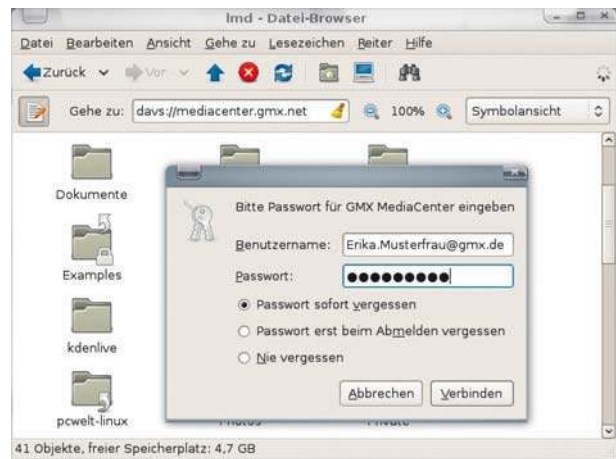 lmd - Datei-Browser
Datei Bearbeiten Ansicht Gehe zu Lesezeichen Reiter Hilfe
Zurück Vor
Gehe zu: davs://mediacenter.gmx.net 100% Symbolansicht
Dokumente
Bitte Passwort für GMX MediaCenter eingeben
Benutzername: Erika.Musterfrau@gmx.de
Passwort: ●●●●●●●●●
Passwort sofort vergessen
Passwort erst beim Abmelden vergessen
Nie vergessen
Abbrechen Verbinden
Examples
kdenlive
pcwelt-linux
41 Objekte, freier Speicherplatz: 4,7 GB